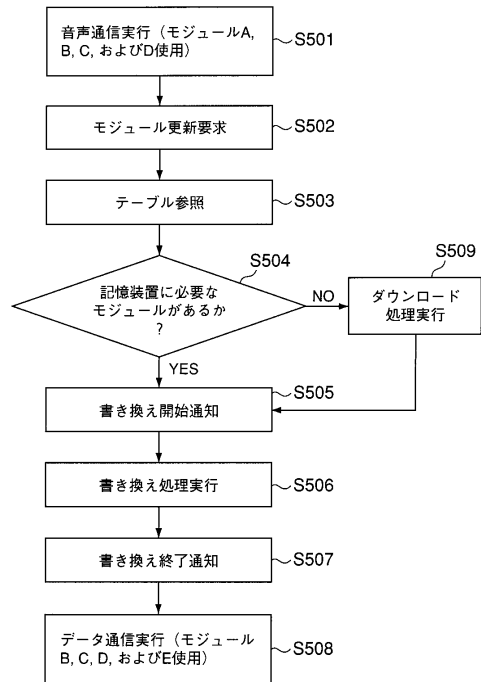 音声通信実行（モジュールA,
B, C, およびD使用）
S501
モジュール更新要求
S502
テーブル参照
S503
S504
記憶装置に必要な
モジュールがあるか
?
NO
S509
ダウンロード
処理実行
YES
S505
書き換え開始通知
書き換え処理実行
S506
書き換え終了通知
S507
データ通信実行（モジュール
B, C, D, およびE使用）
S508